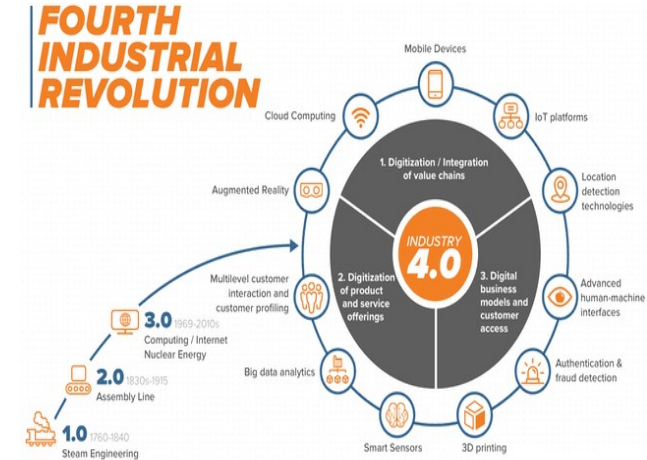 FOURTH
INDUSTRIAL
REVOLUTION
Mobile Devices
Cloud Computing
IoT platforms
1. Digitization / Integration
of value chains
Augmented Reality
Location
detection
technologies
INDUSTRY
4.0
2. Digitization
of product
and service
offerings
3. Digital
business
models and
customer
access
Multilevel customer
interaction and
customer profiling
Advanced
human-machine
interfaces
3.0 1969-2010s
Computing / Internet
Nuclear Energy
Big data analytics
Authentication &
fraud detection
2.0 1830s-1915
Assembly Line
1.0 1760-1840
Steam Engineering
Smart Sensors
3D printing